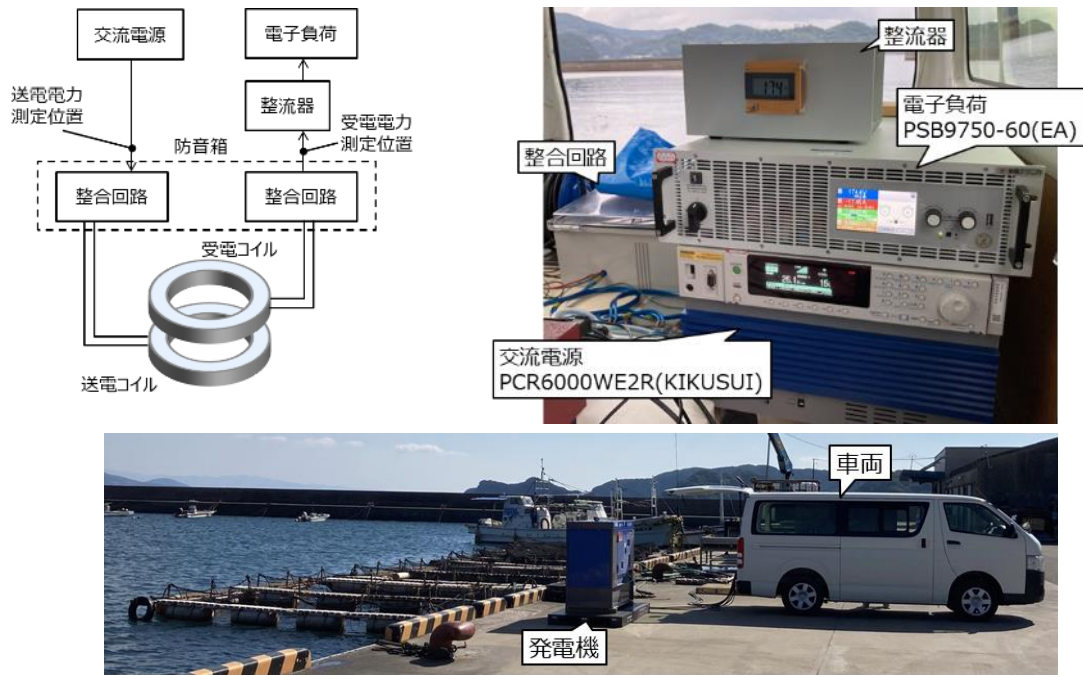 交流電源
電子負荷
送電電力
測定位置
整流器
受電電力
測定位置
防音箱
整合回路
整合回路
受電コイル
送電コイル
整流器
174
電子負荷
PSB9750-60(EA)
整合回路
交流電源
PCR6000WE2R(KIKUSUI)
車両
発電機